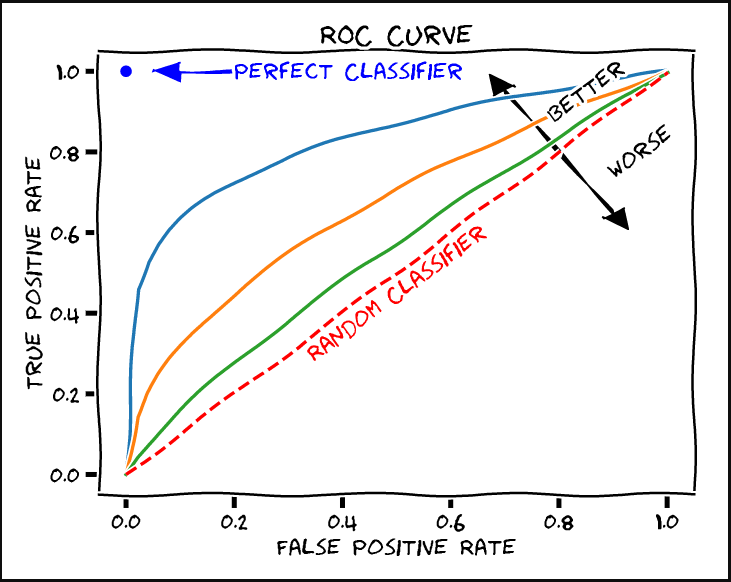 ROC CURVE
1.0
PERFECT CLASSIFIER
BETTER
WORSE
0.8
0.6
0.4
0.2
0.0
TRUE POSITIVE RATE
RANDOM CLASSIFIER
0.0 0.2 0.4 0.6 0.8 1.0
FALSE POSITIVE RATE